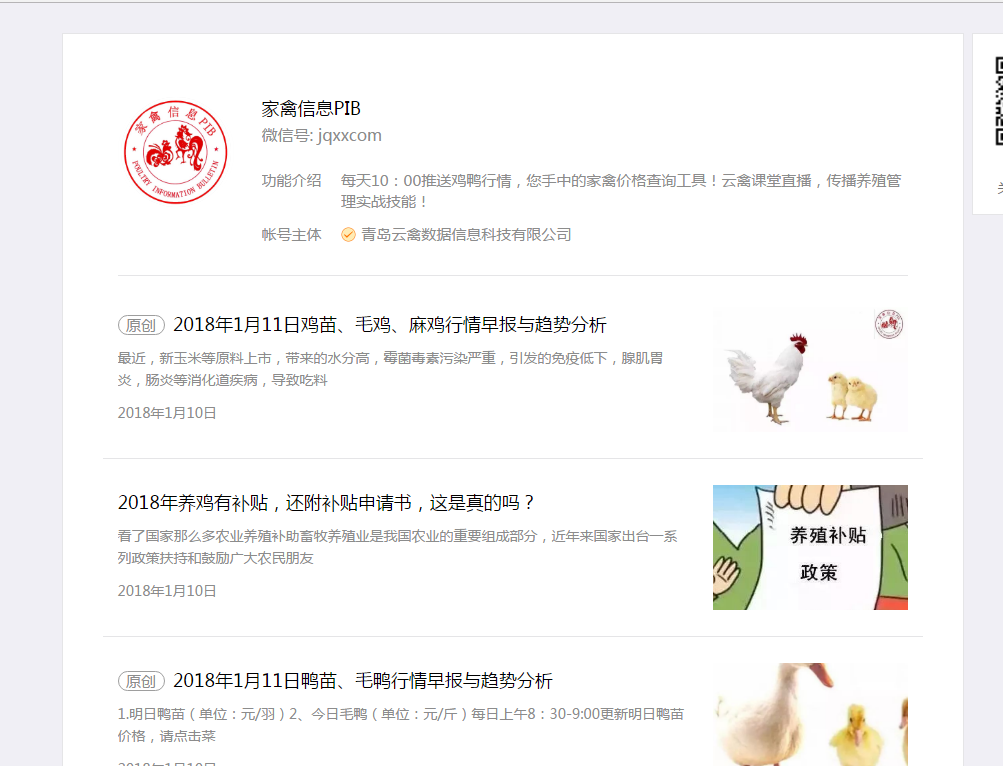 家禽信息PIB
POULTRY INFORMATION BULLETIN
家禽信息PIB
微信号: jqxxcom
功能介绍 每天10：00推送鸡鸭行情，您手中的家禽价格查询工具！云禽课堂直播，传播养殖管
理实战技能！
帐号主体 青岛云禽数据信息科技有限公司
原创 2018年1月11日鸡苗、毛鸡、麻鸡行情早报与趋势分析
最近，新玉米等原料上市，带来的水分高，霉菌毒素污染严重，引发的免疫低下，腺肌胃
炎，肠炎等消化道疾病，导致吃料
2018年1月10日
2018年养鸡有补贴，还附补贴申请书，这是真的吗？
看了国家那么多农业养殖补助畜牧养殖业是我国农业的重要组成部分，近年来国家出台一系
列政策扶持和鼓励广大农民朋友
2018年1月10日
养殖补贴
政策
原创 2018年1月11日鸭苗、毛鸭行情早报与趋势分析
1.明日鸭苗（单位：元/羽）2、今日毛鸭（单位：元/斤）每日上午8：30-9:00更新明日鸭苗
价格，请点击菜
2018年1月10日